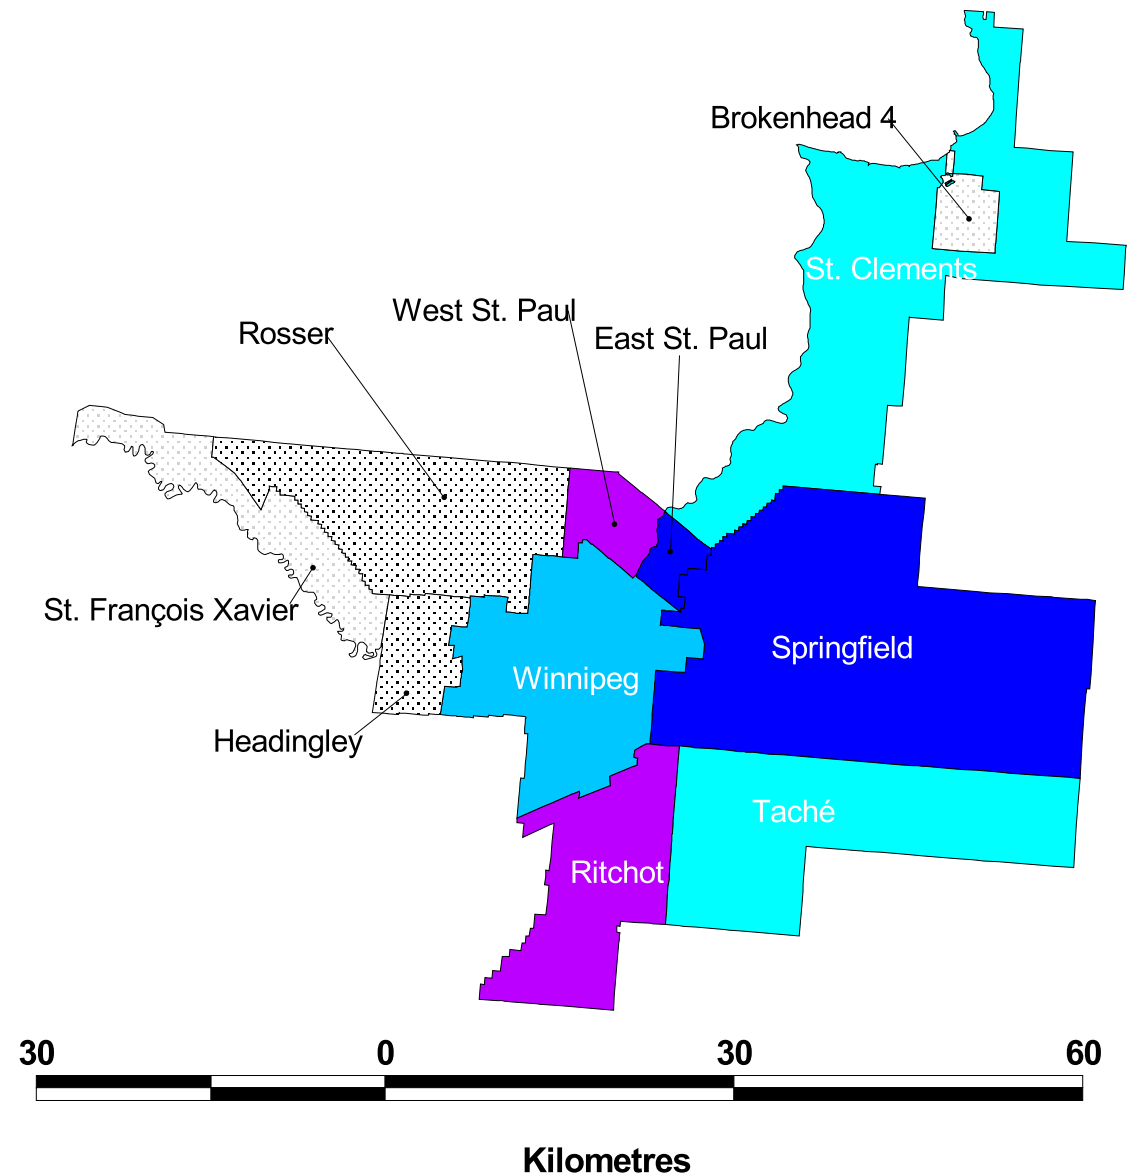 Brokenhead 4
St. Clements
West St. Paul
Rosser
East St. Paul
St. François Xavier
Springfield
Winnipeg
Headingley
Taché
Ritchot
30 0 30 60
Kilometres